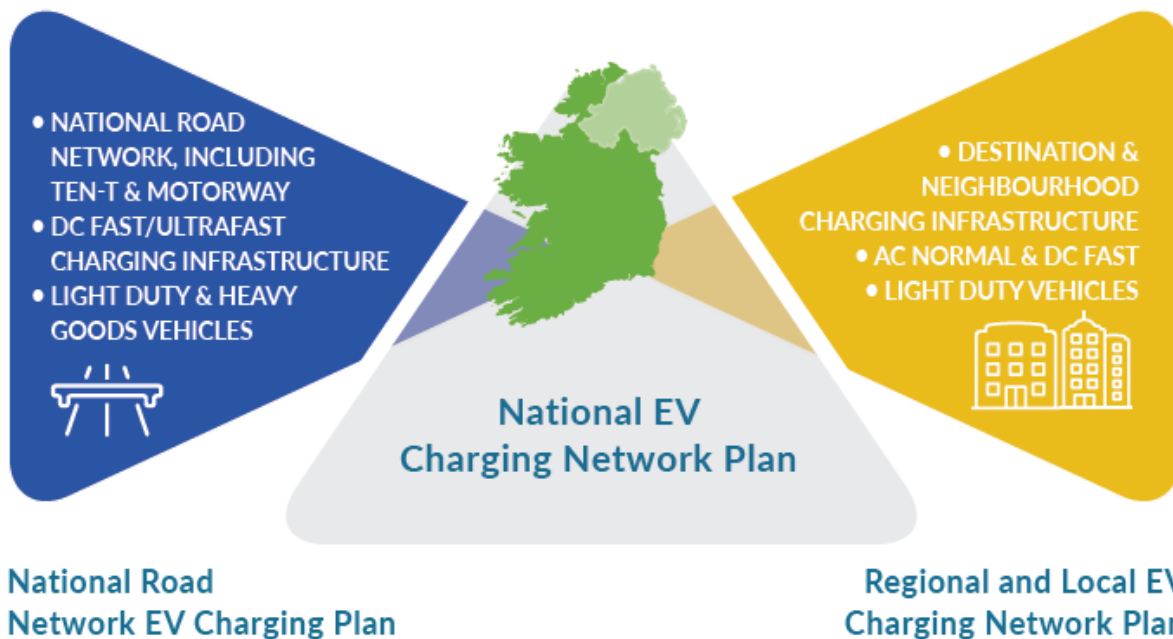 • NATIONAL ROAD
NETWORK, INCLUDING
TEN-T & MOTORWAY
• DC FAST/ULTRAFAST
CHARGING INFRASTRUCTURE
• LIGHT DUTY & HEAVY
GOODS VEHICLES
• DESTINATION &
NEIGHBOURHOOD
CHARGING INFRASTRUCTURE
• AC NORMAL & DC FAST
• LIGHT DUTY VEHICLES
National EV
Charging Network Plan
National Road
Network EV Charging Plan
Regional and Local EV
Charging Network Plan